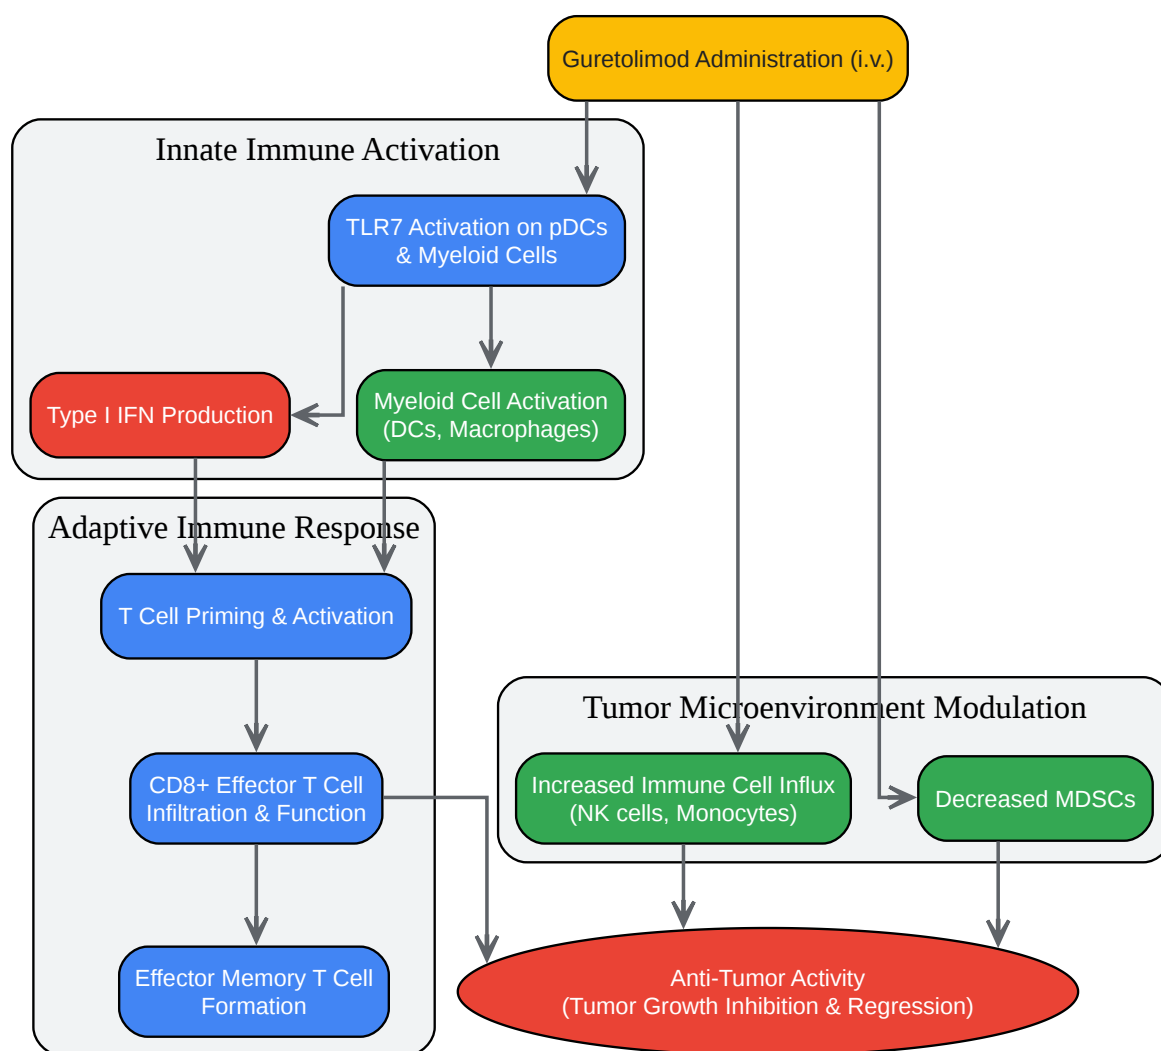 Guretolimod Administration (i.v.)
Innate Immune Activation
TLR7 Activation on pDCs
& Myeloid Cells
Type I IFN Production
Myeloid Cell Activation
(DCs, Macrophages)
Adaptive Immune Response
T Cell Priming & Activation
Tumor Microenvironment Modulation
CD8+ Effector T Cell
Infiltration & Function
Increased Immune Cell Influx
(NK cells, Monocytes)
Decreased MDSCs
Effector Memory T Cell
Formation
Anti-Tumor Activity
(Tumor Growth Inhibition & Regression)